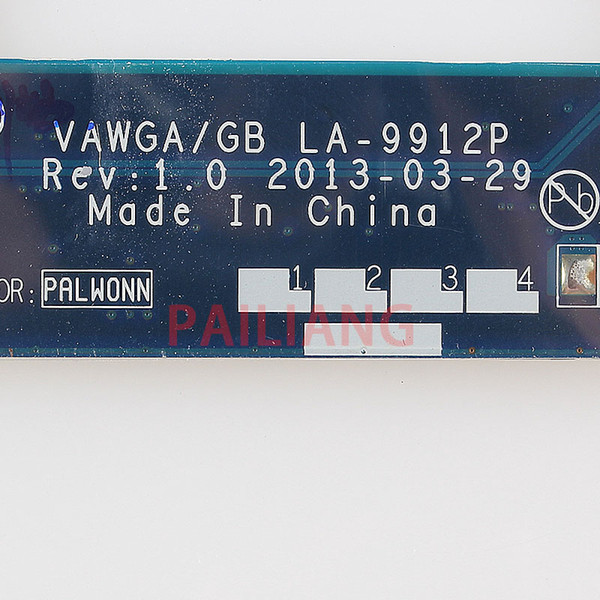 VAWGA/GB LA-9912P
Rev:1.0 2013-03-29
Made In China
Pb
OR: PALWONN 1 2 3 4
PAILIANG